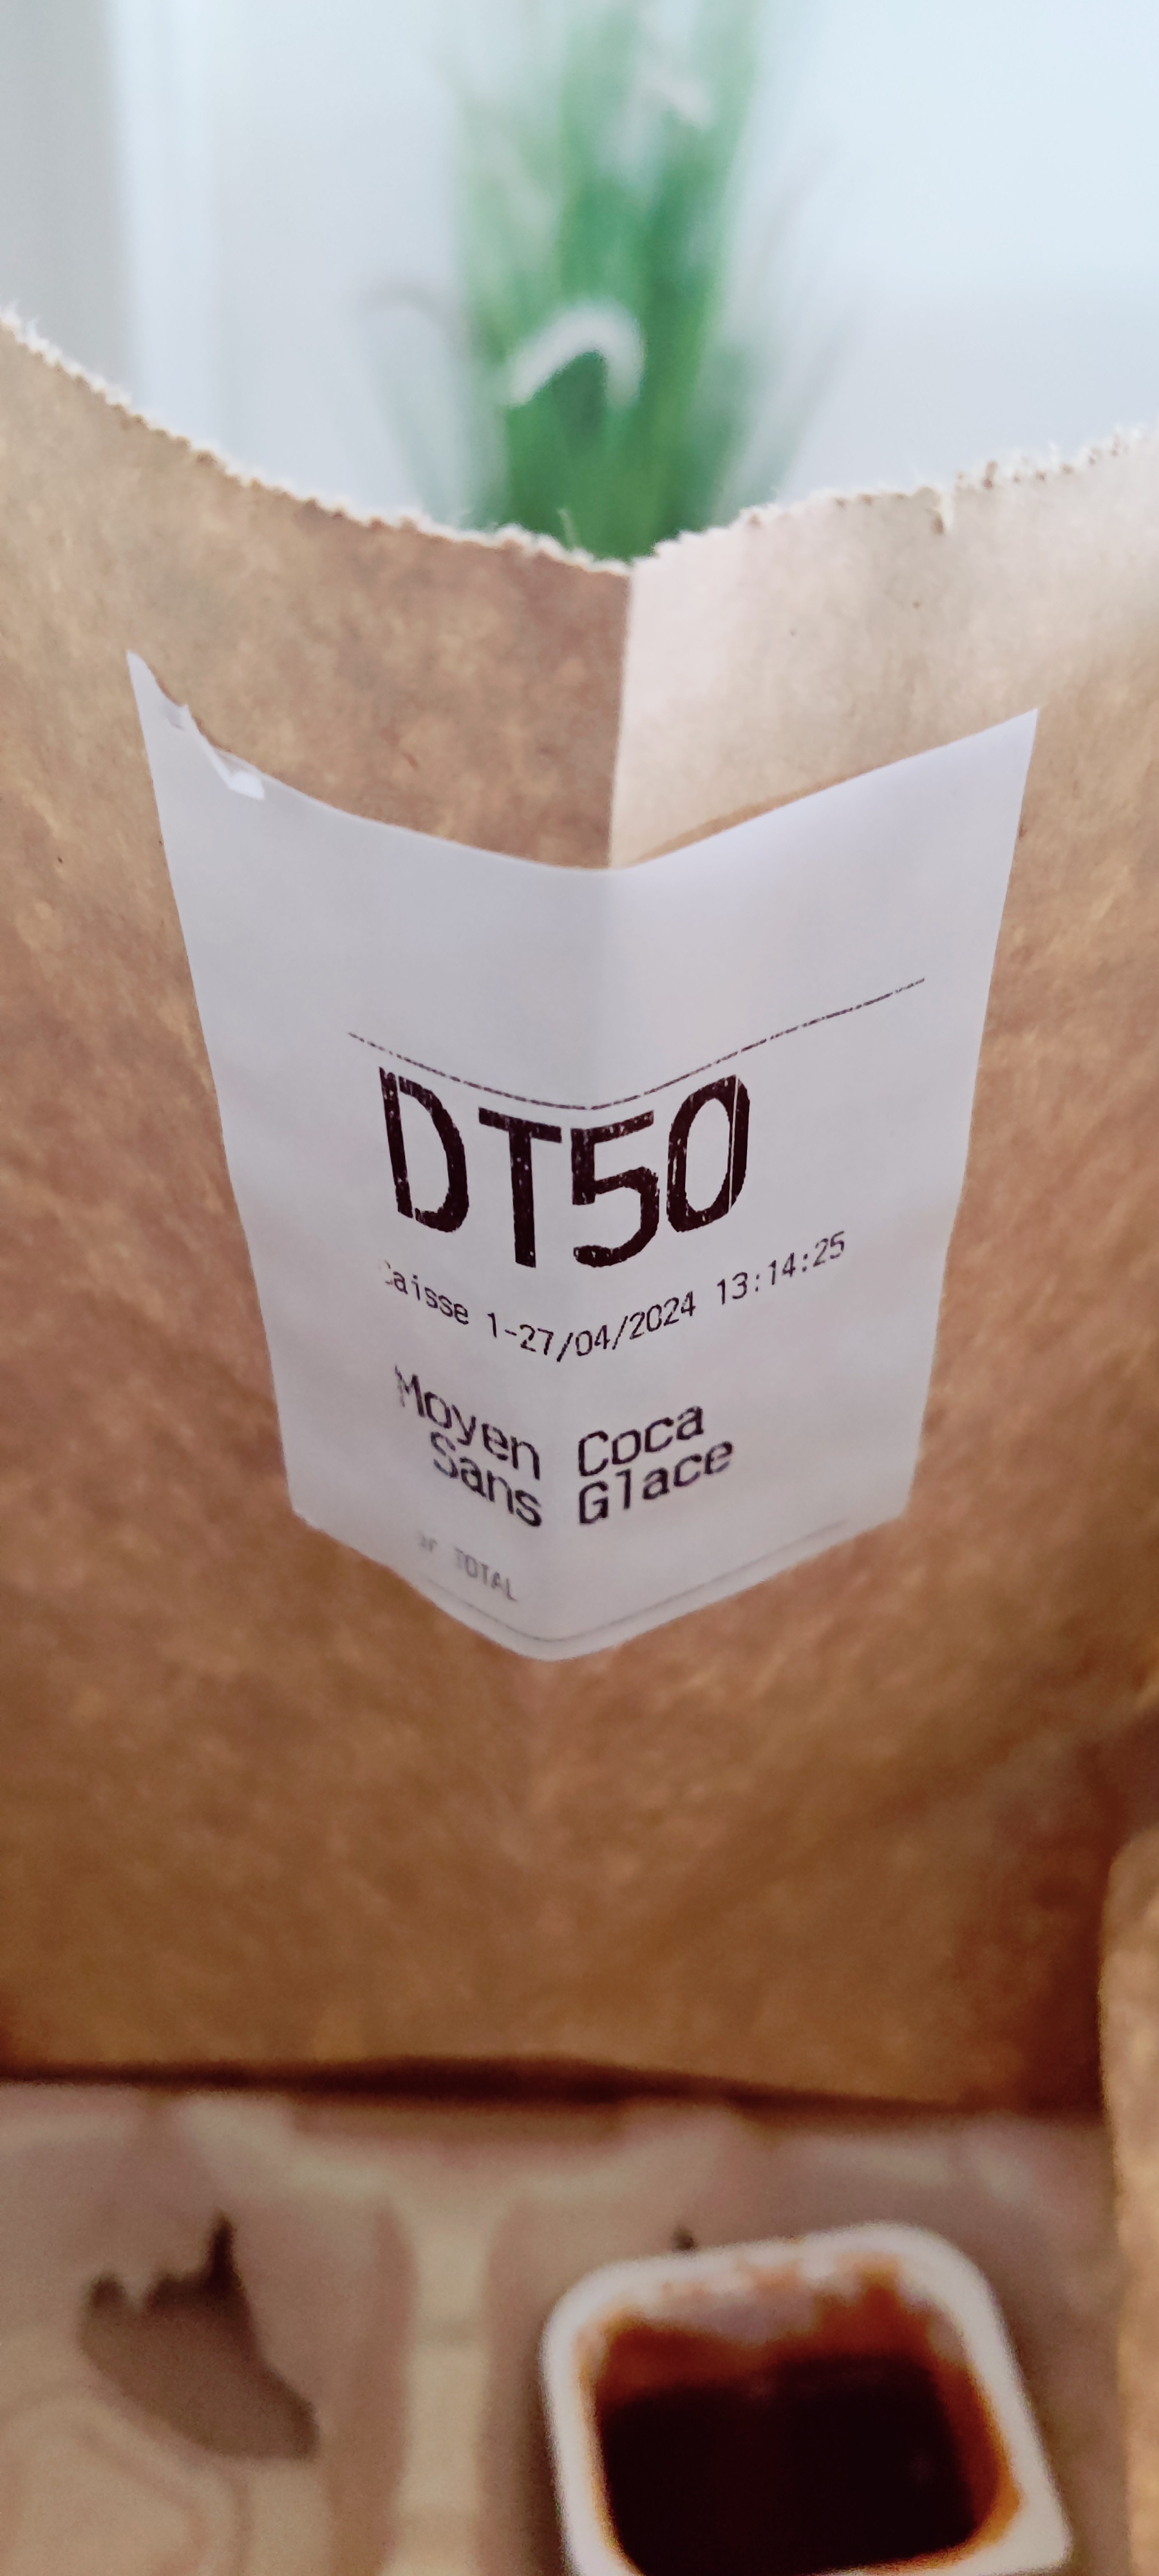 DT50
Caisse 1-27/04/2024 13:14:25
Moyen Coca
Sans Glace
TOTAL